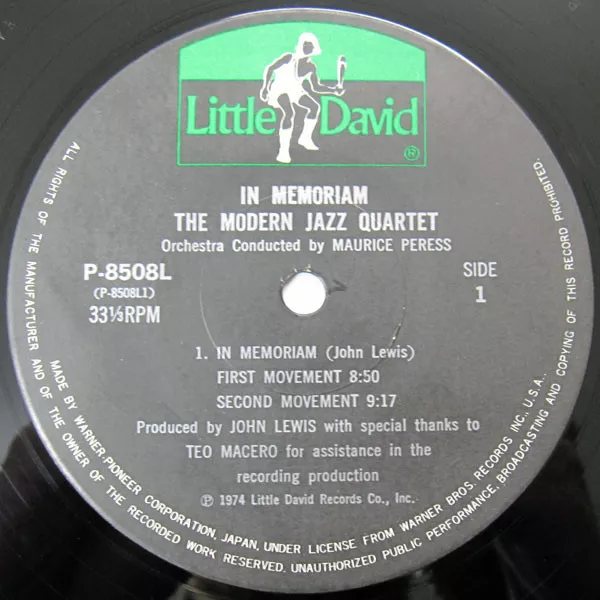 Little David
®
IN MEMORIAM
THE MODERN JAZZ QUARTET
Orchestra Conducted by MAURICE PERESS
P-8508L
(P-8508L1)
33⅓RPM
SIDE
1
1. IN MEMORIAM (John Lewis)
FIRST MOVEMENT 8:50
SECOND MOVEMENT 9:17
Produced by JOHN LEWIS with special thanks to
TEO MACERO for assistance in the
recording production
℗ 1974 Little David Records Co., Inc.
ALL RIGHTS OF THE MANUFACTURER AND OF THE OWNER OF THE RECORDED WORK RESERVED. UNAUTHORIZED PUBLIC PERFORMANCE, BROADCASTING AND COPYING OF THIS RECORD PROHIBITED.
MADE BY WARNER-PIONEER CORPORATION, JAPAN, UNDER LICENSE FROM WARNER BROS. RECORDS INC., U.S.A.